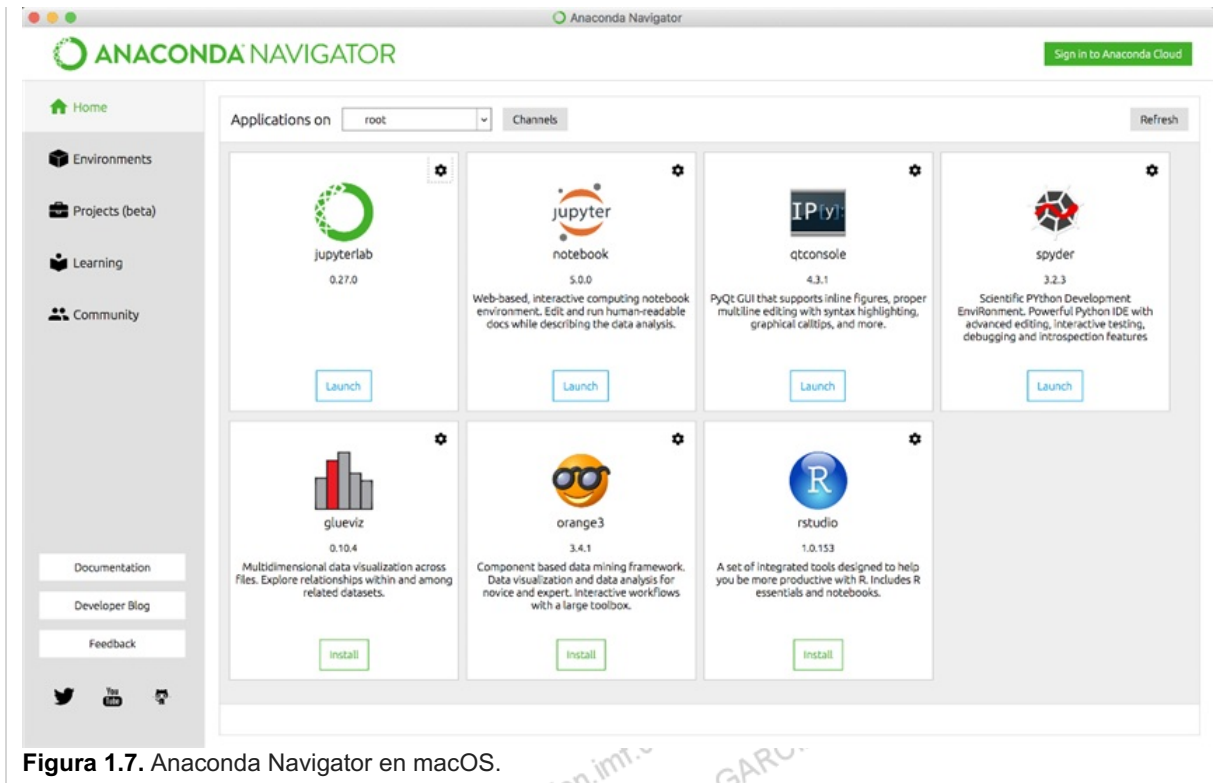 Anaconda Navigator
ANACONDA NAVIGATOR
Sign in to Anaconda Cloud
Home
Environments
Projects (beta)
Learning
Community
Documentation
Developer Blog
Feedback
You
Tube
Applications on root Channels Refresh
jupyterlab
0.27.0
Launch
jupyter
notebook
5.0.0
Web-based, interactive computing notebook
environment. Edit and run human-readable
docs while describing the data analysis.
Launch
IP[y]:
qtconsole
4.3.1
PyQt GUI that supports inline figures, proper
multiline editing with syntax highlighting,
graphical calltips, and more.
Launch
spyder
3.2.3
Scientific PYthon Development
EnviRonment. Powerful Python IDE with
advanced editing, interactive testing,
debugging and introspection features
Launch
glueviz
0.10.4
Multidimensional data visualization across
files. Explore relationships within and among
related datasets.
Install
orange3
3.4.1
Component based data mining framework.
Data visualization and data analysis for
novice and expert. Interactive workflows
with a large toolbox.
Install
R
rstudio
1.0.153
A set of integrated tools designed to help
you be more productive with R. Includes R
essentials and notebooks.
Install
Figura 1.7. Anaconda Navigator en macOS.